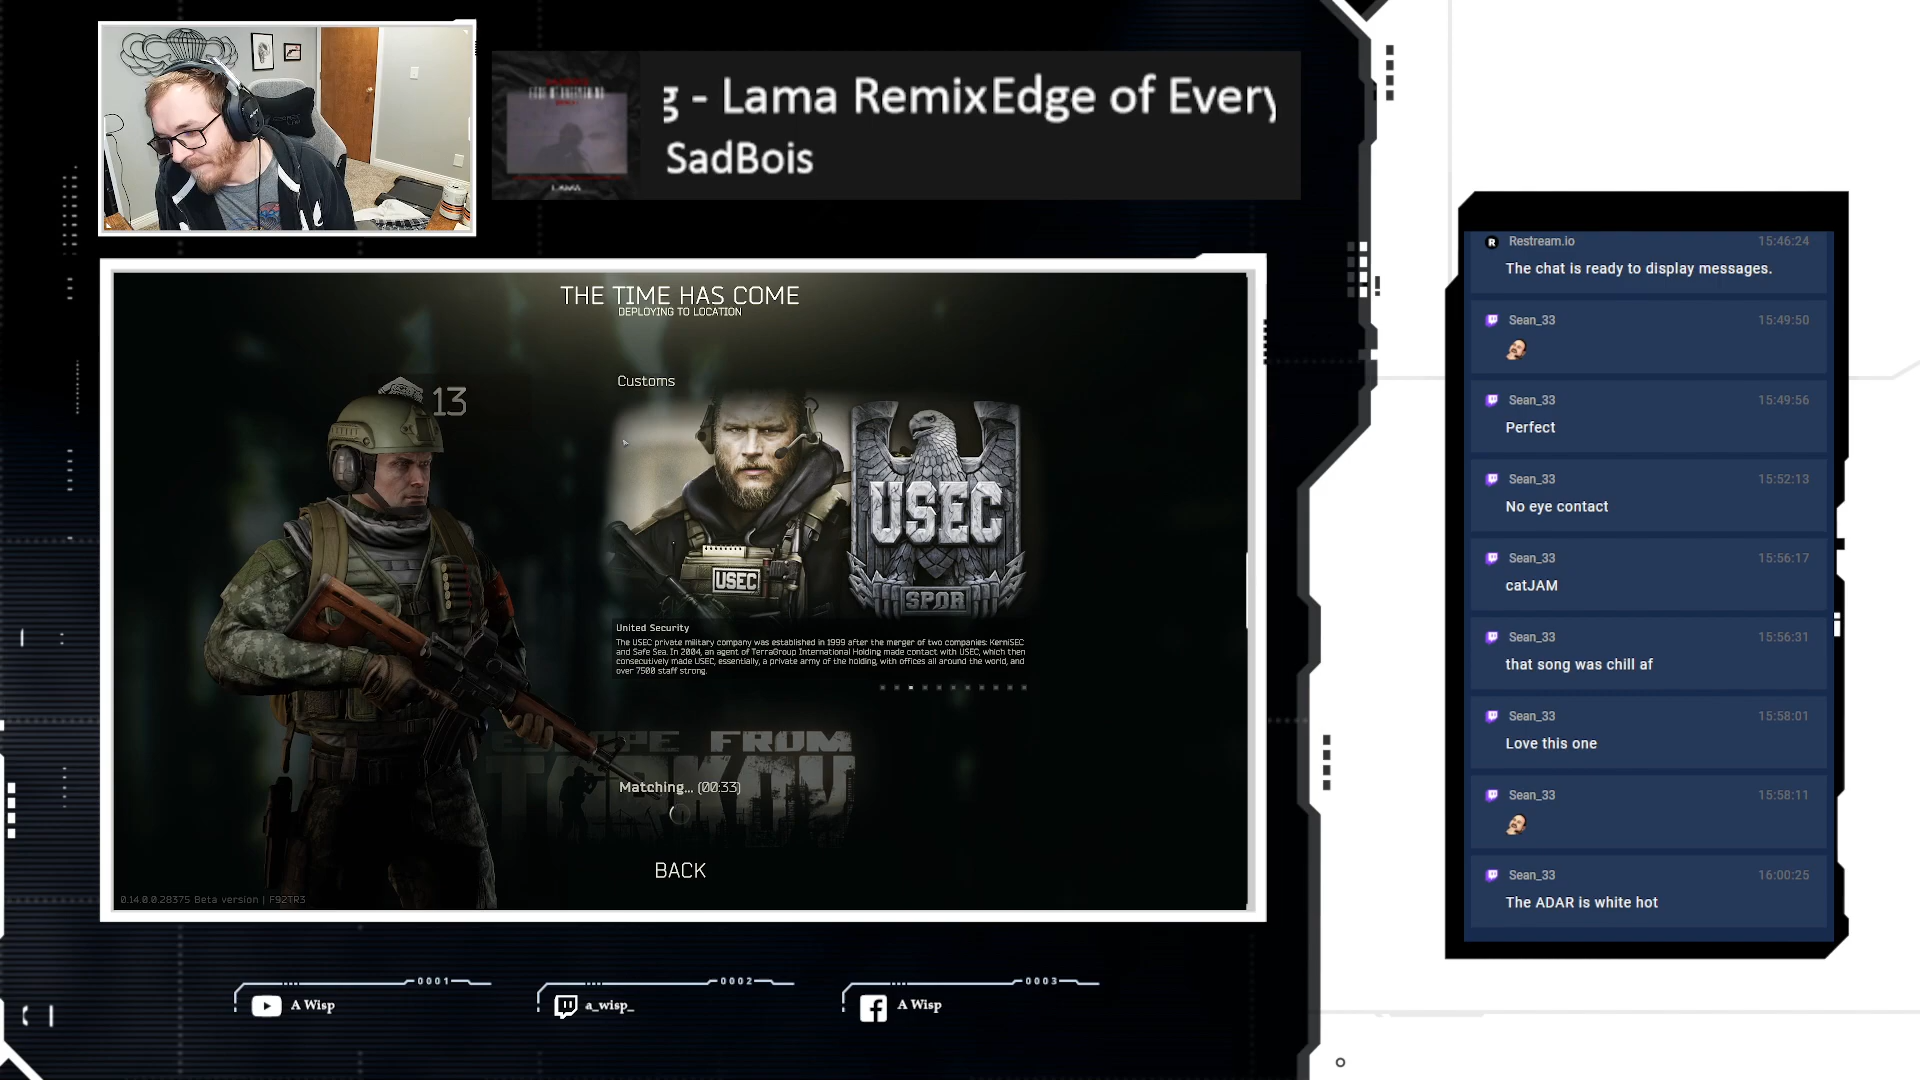 g - Lama RemixEdge of Every
SadBois
THE TIME HAS COME
DEPLOYING TO LOCATION
13
Customs
USEC
USEC
SPQR
United Security
The USEC private military company was established in 1999 after the merger of two companies: KerniSEC
and Safe Sea. In 2004, an agent of TerraGroup International Holding made contact with USEC, which then
consecutively made USEC, essentially, a private army of the holding, with offices all around the world, and
over 7500 staff strong.
ESCAPE FROM
TARKOV
Matching... (00:33)
BACK
0.14.0.0.28375 Beta version | F92TR3
Restream.io 15:46:24
The chat is ready to display messages.
Sean_33 15:49:50
Sean_33 15:49:56
Perfect
Sean_33 15:52:13
No eye contact
Sean_33 15:56:17
catJAM
Sean_33 15:56:31
that song was chill af
Sean_33 15:58:01
Love this one
Sean_33 15:58:11
Sean_33 16:00:25
The ADAR is white hot
0001
A Wisp
0002
a_wisp_
0003
A Wisp